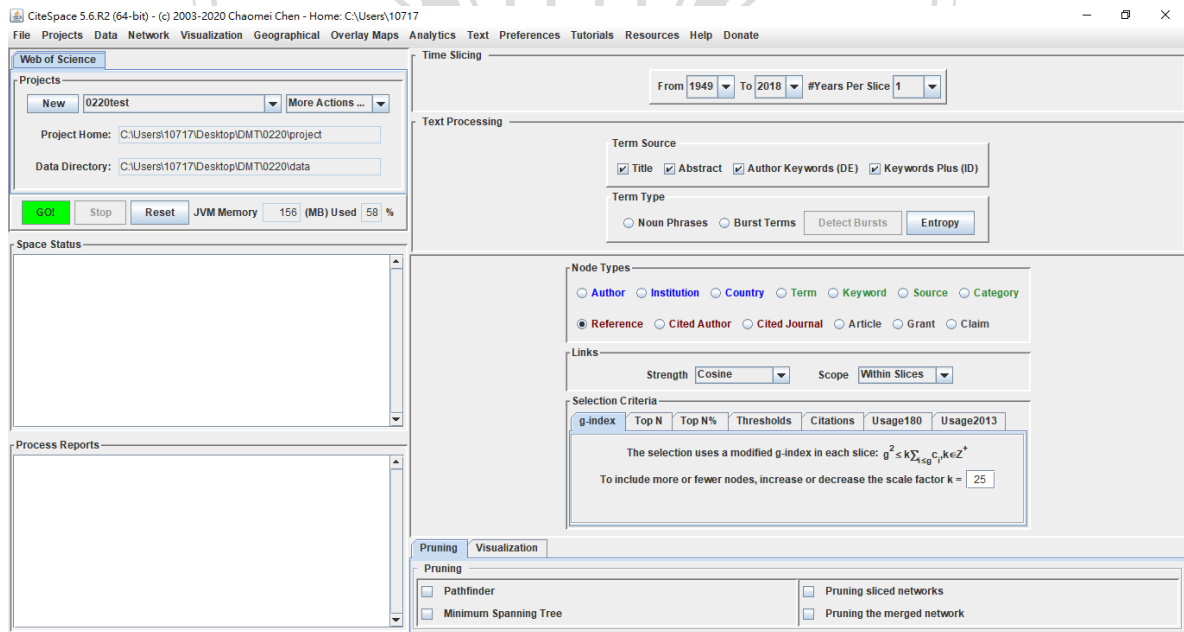 CiteSpace 5.6.R2 (64-bit) - (c) 2003-2020 Chaomei Chen - Home: C:\Users\10717
File Projects Data Network Visualization Geographical Overlay Maps Analytics Text Preferences Tutorials Resources Help Donate
Web of Science
Projects
New 0220test More Actions ...
Project Home: C:\Users\10717\Desktop\DMT\0220\project
Data Directory: C:\Users\10717\Desktop\DMT\0220\data
GO! Stop Reset JVM Memory 156 (MB) Used 58 %
Space Status
Process Reports
Time Slicing
From 1949 To 2018 #Years Per Slice 1
Text Processing
Term Source
Title Abstract Author Keywords (DE) Keywords Plus (ID)
Term Type
Noun Phrases Burst Terms Detect Bursts Entropy
Node Types
Author Institution Country Term Keyword Source Category
Reference Cited Author Cited Journal Article Grant Claim
Links
Strength Cosine Scope Within Slices
Selection Criteria
g-index Top N Top N% Thresholds Citations Usage180 Usage2013
The selection uses a modified g-index in each slice: g² ≤ k∑i≤g ci, k∈Z⁺
To include more or fewer nodes, increase or decrease the scale factor k = 25
Pruning Visualization
Pruning
Pathfinder Pruning sliced networks
Minimum Spanning Tree Pruning the merged network